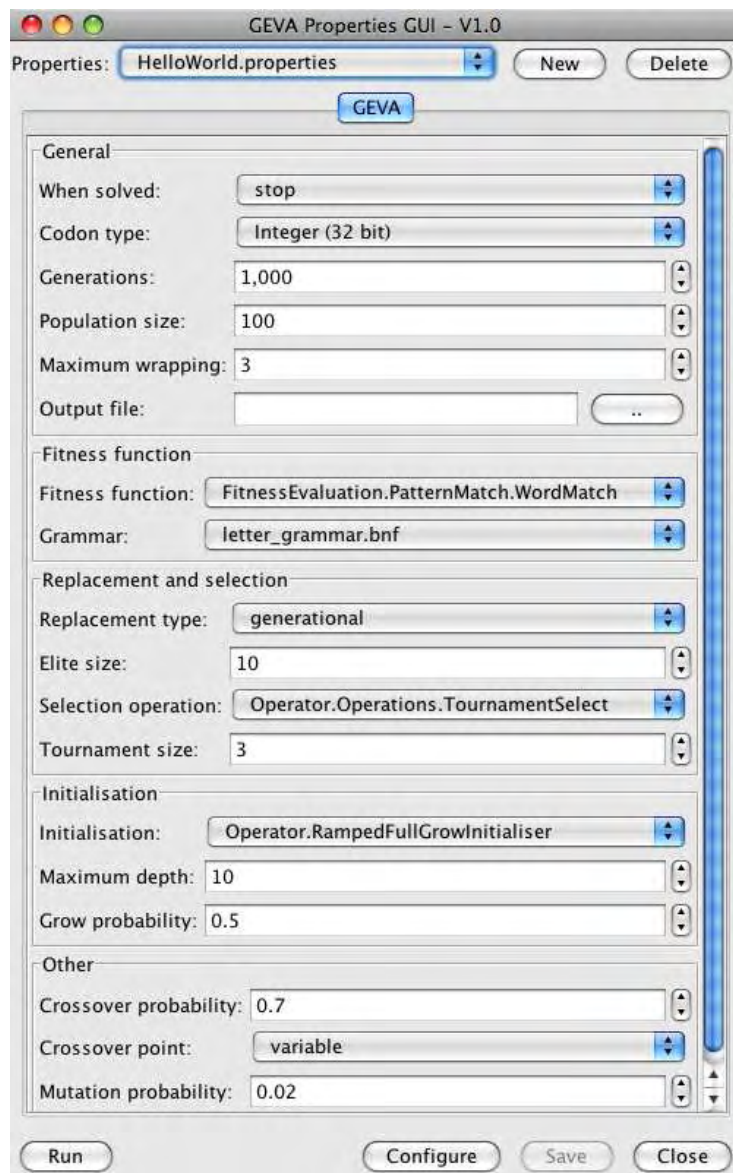 GEVA Properties GUI – V1.0
Properties: HelloWorld.properties New Delete
GEVA
General
When solved: stop
Codon type: Integer (32 bit)
Generations: 1,000
Population size: 100
Maximum wrapping: 3
Output file: ..
Fitness function
Fitness function: FitnessEvaluation.PatternMatch.WordMatch
Grammar: letter_grammar.bnf
Replacement and selection
Replacement type: generational
Elite size: 10
Selection operation: Operator.Operations.TournamentSelect
Tournament size: 3
Initialisation
Initialisation: Operator.RampedFullGrowInitialiser
Maximum depth: 10
Grow probability: 0.5
Other
Crossover probability: 0.7
Crossover point: variable
Mutation probability: 0.02
Run Configure Save Close